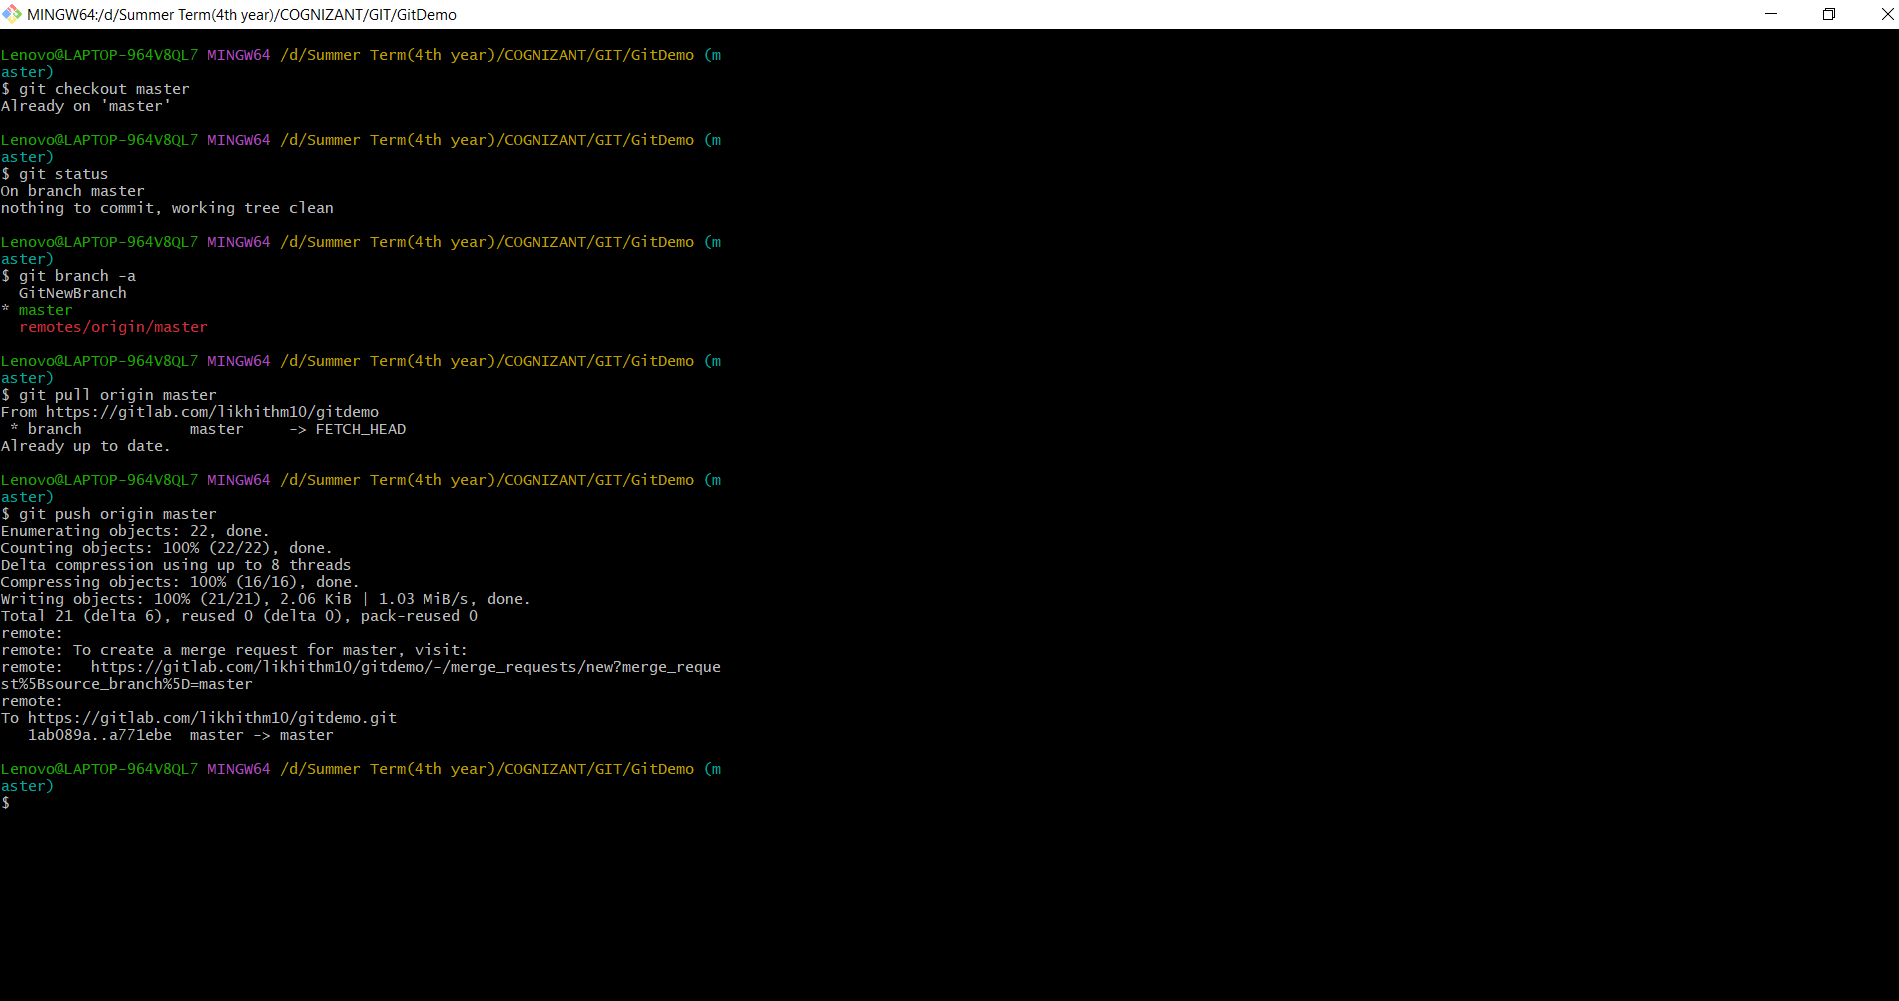 MINGW64:/d/Summer Term(4th year)/COGNIZANT/GIT/GitDemo
Lenovo@LAPTOP-964V8QL7 MINGW64 /d/Summer Term(4th year)/COGNIZANT/GIT/GitDemo (m
aster)
$ git checkout master
Already on 'master'
Lenovo@LAPTOP-964V8QL7 MINGW64 /d/Summer Term(4th year)/COGNIZANT/GIT/GitDemo (m
aster)
$ git status
On branch master
nothing to commit, working tree clean
Lenovo@LAPTOP-964V8QL7 MINGW64 /d/Summer Term(4th year)/COGNIZANT/GIT/GitDemo (m
aster)
$ git branch -a
  GitNewBranch
* master
  remotes/origin/master
Lenovo@LAPTOP-964V8QL7 MINGW64 /d/Summer Term(4th year)/COGNIZANT/GIT/GitDemo (m
aster)
$ git pull origin master
From https://gitlab.com/likhithm10/gitdemo
 * branch            master     -> FETCH_HEAD
Already up to date.
Lenovo@LAPTOP-964V8QL7 MINGW64 /d/Summer Term(4th year)/COGNIZANT/GIT/GitDemo (m
aster)
$ git push origin master
Enumerating objects: 22, done.
Counting objects: 100% (22/22), done.
Delta compression using up to 8 threads
Compressing objects: 100% (16/16), done.
Writing objects: 100% (21/21), 2.06 KiB | 1.03 MiB/s, done.
Total 21 (delta 6), reused 0 (delta 0), pack-reused 0
remote:
remote: To create a merge request for master, visit:
remote:   https://gitlab.com/likhithm10/gitdemo/-/merge_requests/new?merge_reque
st%5Bsource_branch%5D=master
remote:
To https://gitlab.com/likhithm10/gitdemo.git
   1ab089a..a771ebe  master -> master
Lenovo@LAPTOP-964V8QL7 MINGW64 /d/Summer Term(4th year)/COGNIZANT/GIT/GitDemo (m
aster)
$